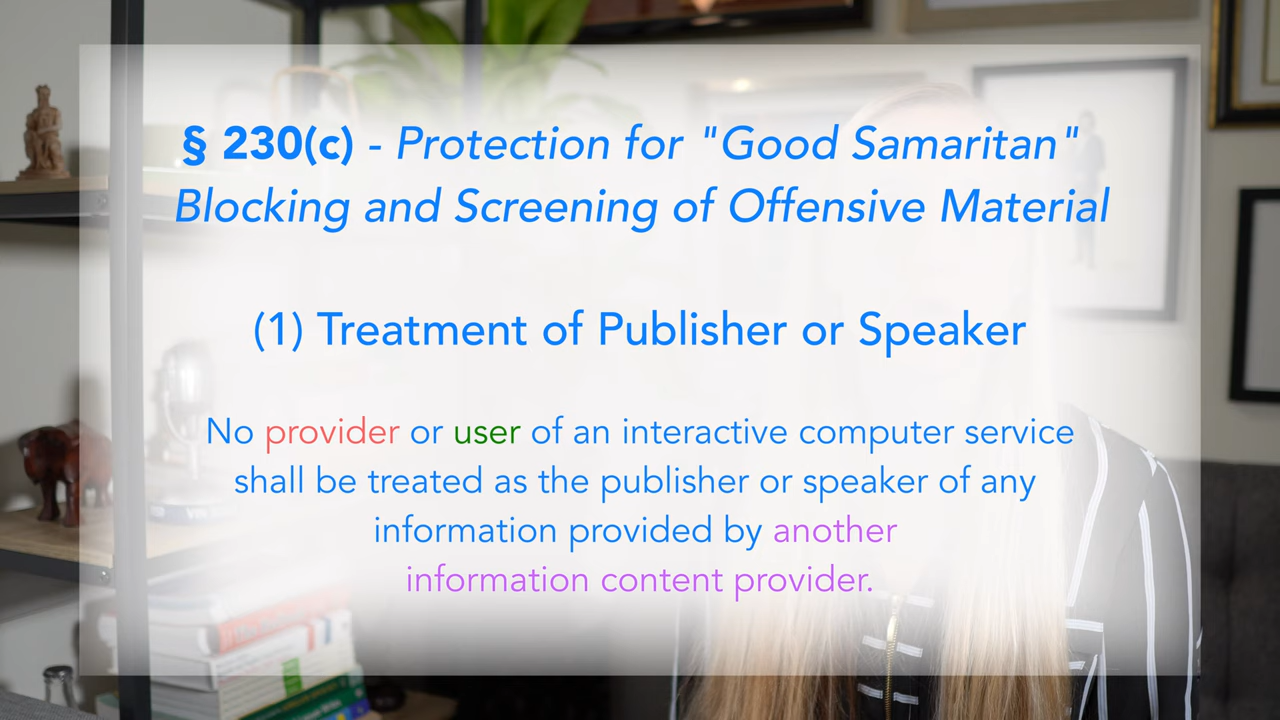 § 230(c) - Protection for "Good Samaritan"
Blocking and Screening of Offensive Material
(1) Treatment of Publisher or Speaker
No provider or user of an interactive computer service
shall be treated as the publisher or speaker of any
information provided by another
information content provider.